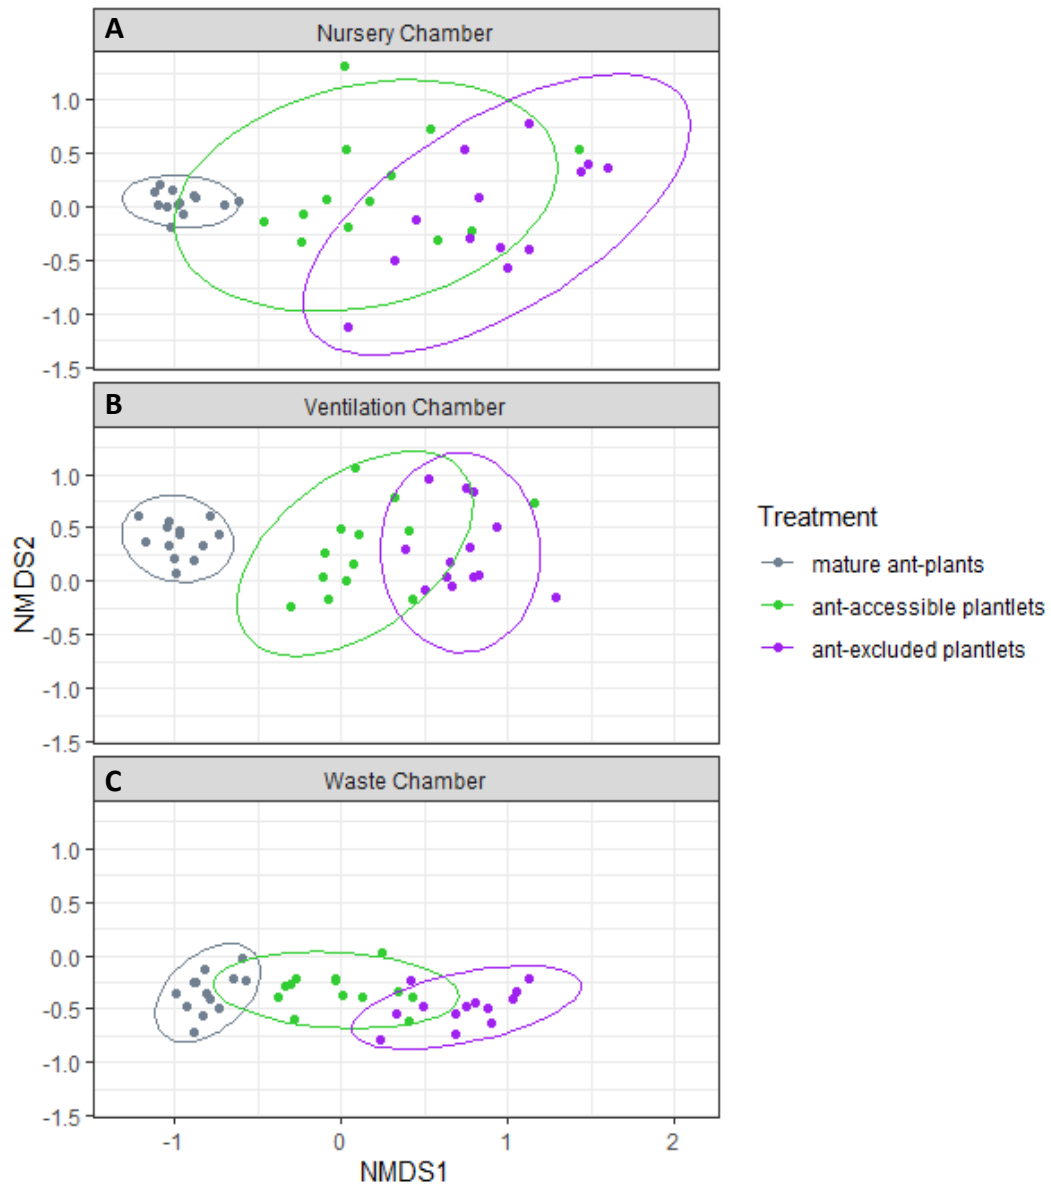 A
Nursery Chamber
1.0
0.5
0.0
-0.5
-1.0
-1.5
B
Ventilation Chamber
1.0
0.5
0.0
-0.5
-1.0
-1.5
C
Waste Chamber
1.0
0.5
0.0
-0.5
-1.0
-1.5
-1 0 1 2
NMDS1
NMDS2
Treatment
mature ant-plants
ant-accessible plantlets
ant-excluded plantlets